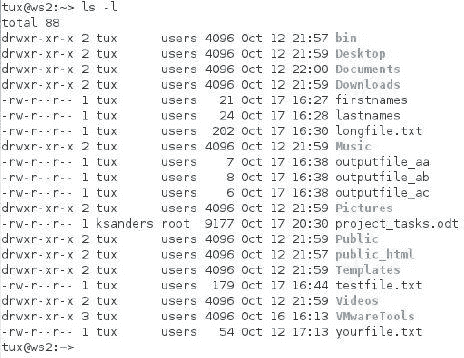 tux@ws2:~> ls -l
total 88
drwxr-xr-x 2 tux      users 4096 Oct 12 21:57 bin
drwxr-xr-x 2 tux      users 4096 Oct 12 21:59 Desktop
drwxr-xr-x 2 tux      users 4096 Oct 12 22:00 Documents
drwxr-xr-x 2 tux      users 4096 Oct 12 21:59 Downloads
-rw-r--r-- 1 tux      users   21 Oct 17 16:27 firstnames
-rw-r--r-- 1 tux      users   24 Oct 17 16:28 lastnames
-rw-r--r-- 1 tux      users  202 Oct 17 16:30 longfile.txt
drwxr-xr-x 2 tux      users 4096 Oct 12 21:59 Music
-rw-r--r-- 1 tux      users    7 Oct 17 16:38 outputfile_aa
-rw-r--r-- 1 tux      users    8 Oct 17 16:38 outputfile_ab
-rw-r--r-- 1 tux      users    6 Oct 17 16:38 outputfile_ac
drwxr-xr-x 2 tux      users 4096 Oct 12 21:59 Pictures
-rw-r--r-- 1 ksanders root  9177 Oct 17 20:30 project_tasks.odt
drwxr-xr-x 2 tux      users 4096 Oct 12 21:59 Public
drwxr-xr-x 2 tux      users 4096 Oct 12 21:57 public_html
drwxr-xr-x 2 tux      users 4096 Oct 12 21:59 Templates
-rw-r--r-- 1 tux      users  179 Oct 17 16:44 testfile.txt
drwxr-xr-x 2 tux      users 4096 Oct 12 21:59 Videos
drwxr-xr-x 3 tux      users 4096 Oct 16 16:13 VMwareTools
-rw-r--r-- 1 tux      users   54 Oct 12 17:13 yourfile.txt
tux@ws2:~>